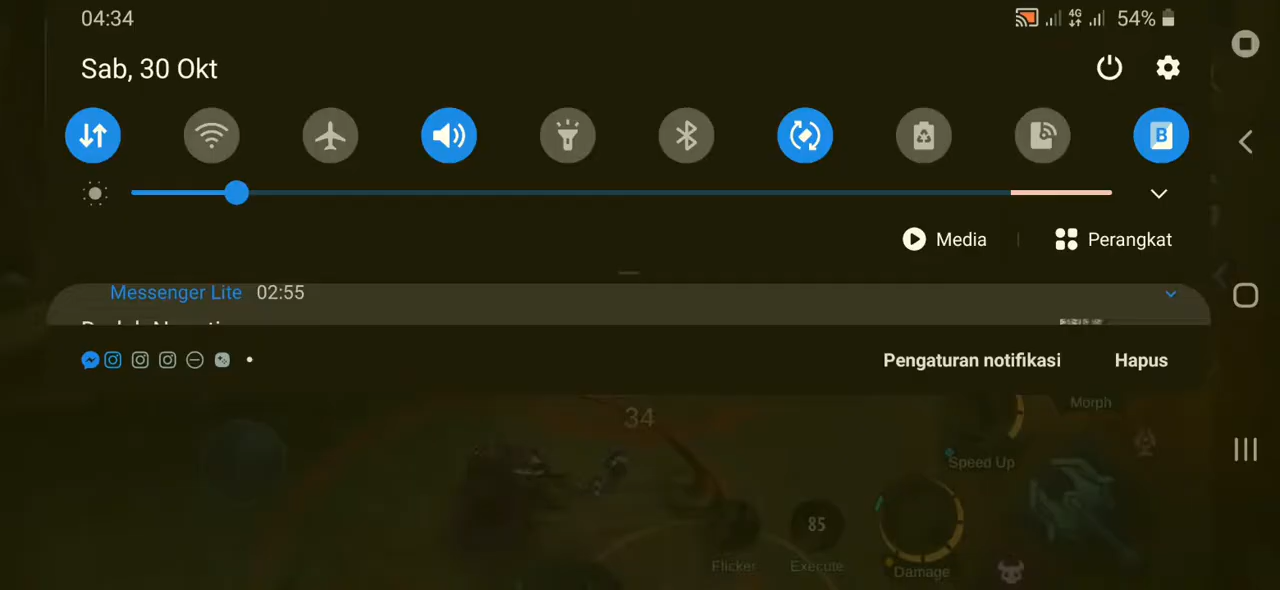 04:34
4G
54%
Sab, 30 Okt
B
Media
Perangkat
Messenger Lite 02:55
Pengaturan notifikasi
Hapus
34
Morph
Speed Up
85
Flicker
Execute
Damage